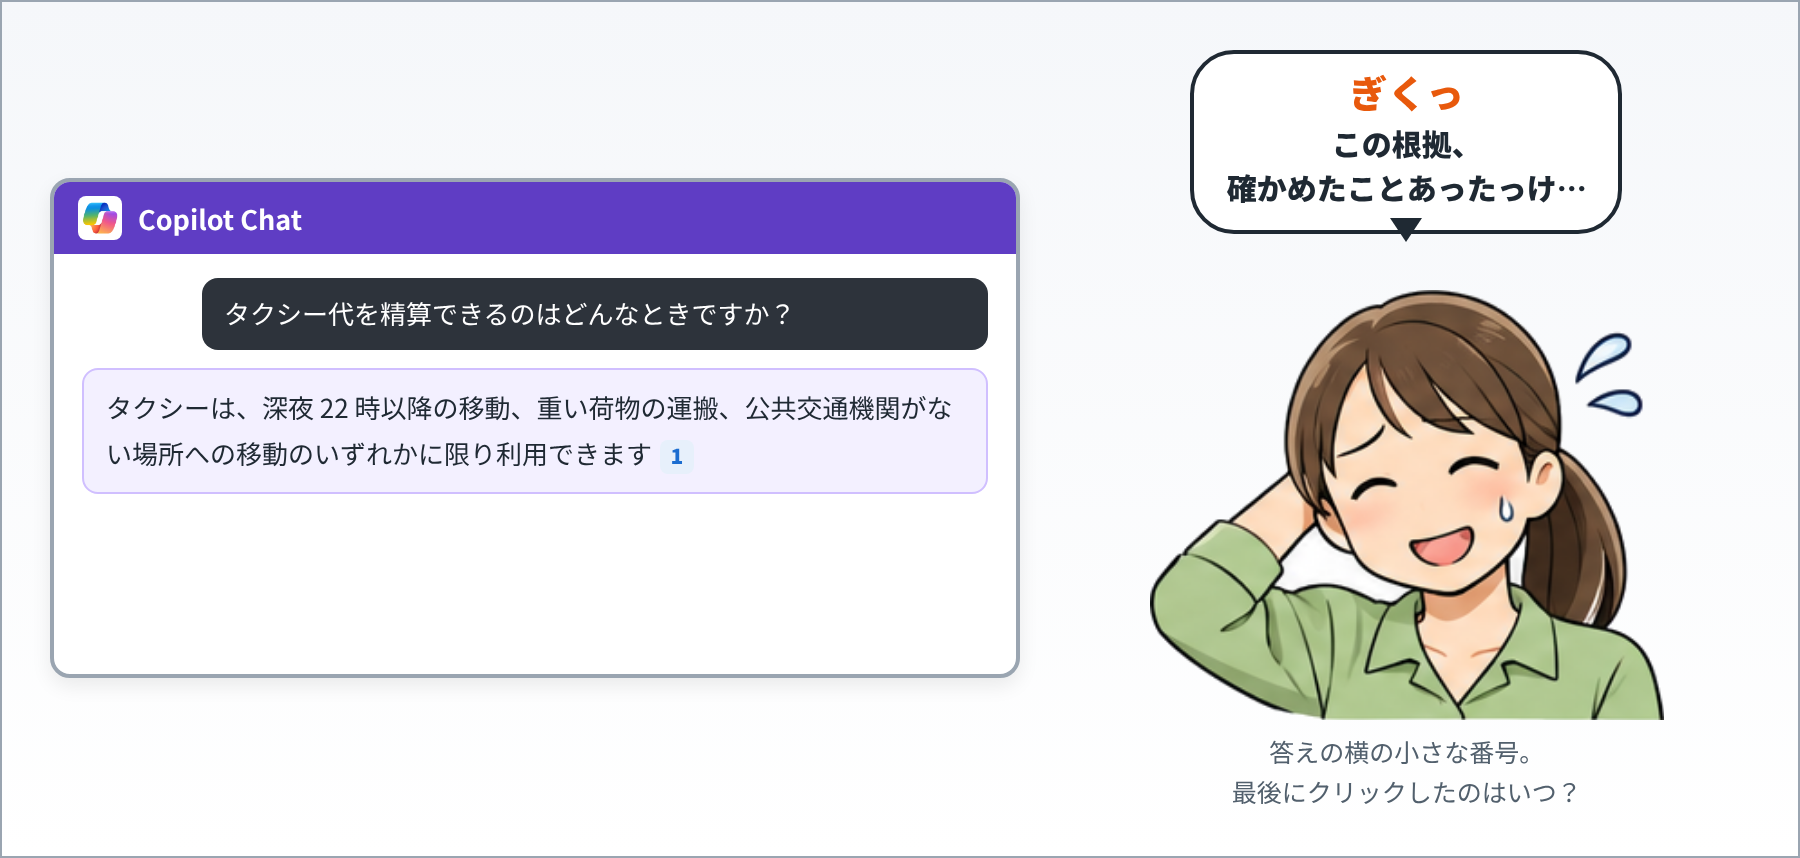 Copilot Chat
タクシー代を精算できるのはどんなときですか？
タクシーは、深夜 22 時以降の移動、重い荷物の運搬、公共交通機関がな
い場所への移動のいずれかに限り利用できます 1
ぎくっ
この根拠、
確かめたことあったっけ…
答えの横の小さな番号。
最後にクリックしたのはいつ？